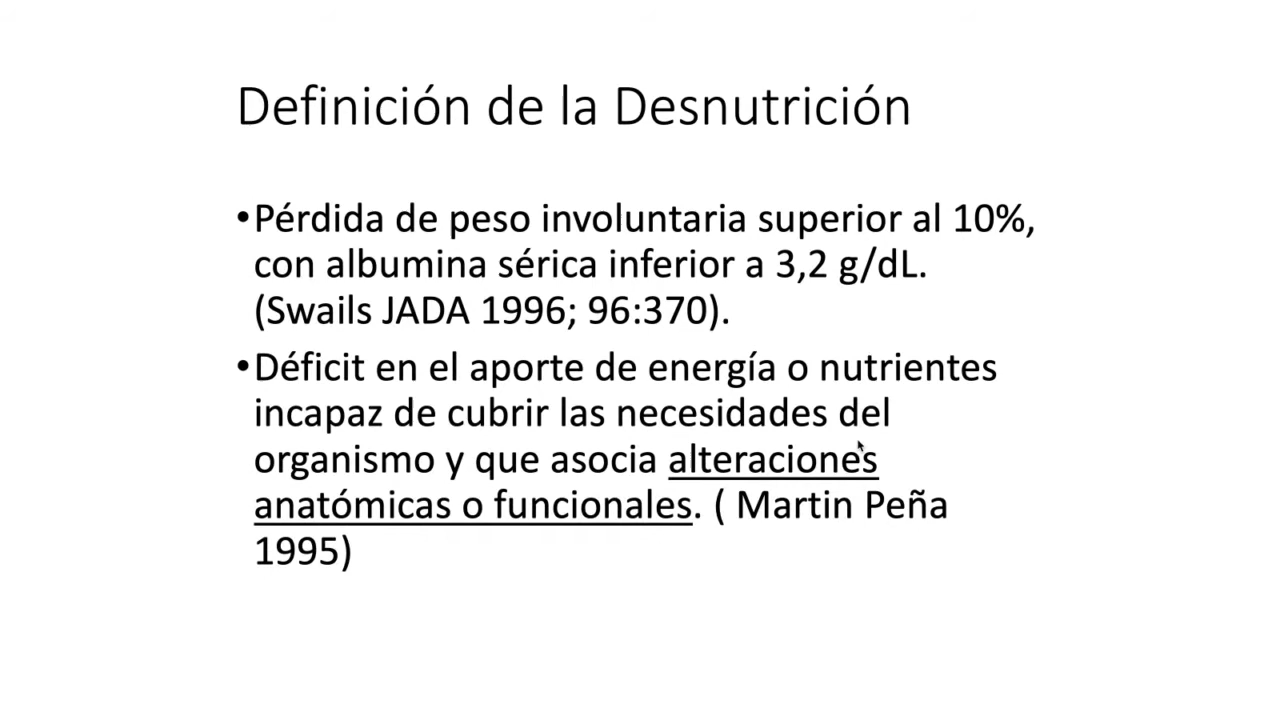 Definición de la Desnutrición
•Pérdida de peso involuntaria superior al 10%,
con albumina sérica inferior a 3,2 g/dL.
(Swails JADA 1996; 96:370).
•Déficit en el aporte de energía o nutrientes
incapaz de cubrir las necesidades del
organismo y que asocia alteraciones
anatómicas o funcionales. ( Martin Peña
1995)